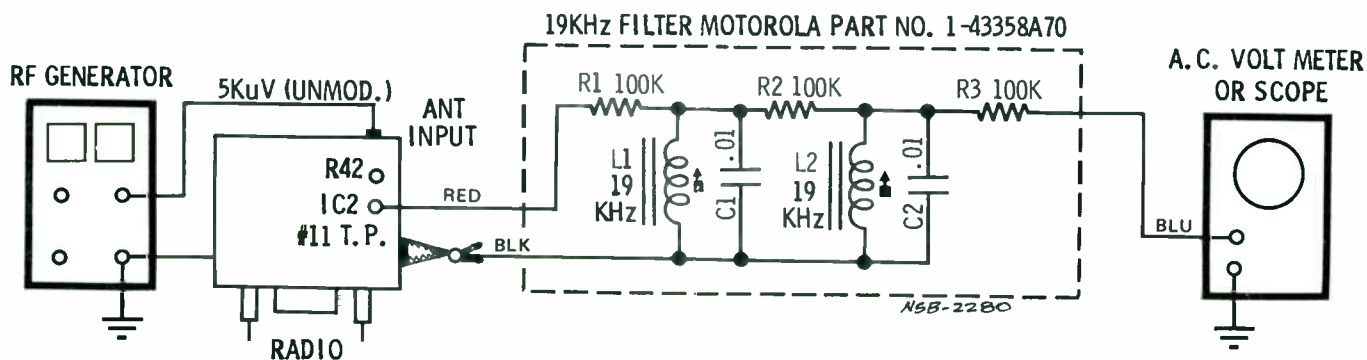 19KHz FILTER MOTOROLA PART NO. 1-43358A70
RF GENERATOR
5KuV (UNMOD.)
ANT
INPUT
R42
IC2
#11 T.P.
RED
BLK
RADIO
R1 100K
R2 100K
R3 100K
L1
19
KHz
C1 .01
L2
19
KHz
C2 .01
NSB-2280
BLU
A.C. VOLT METER
OR SCOPE